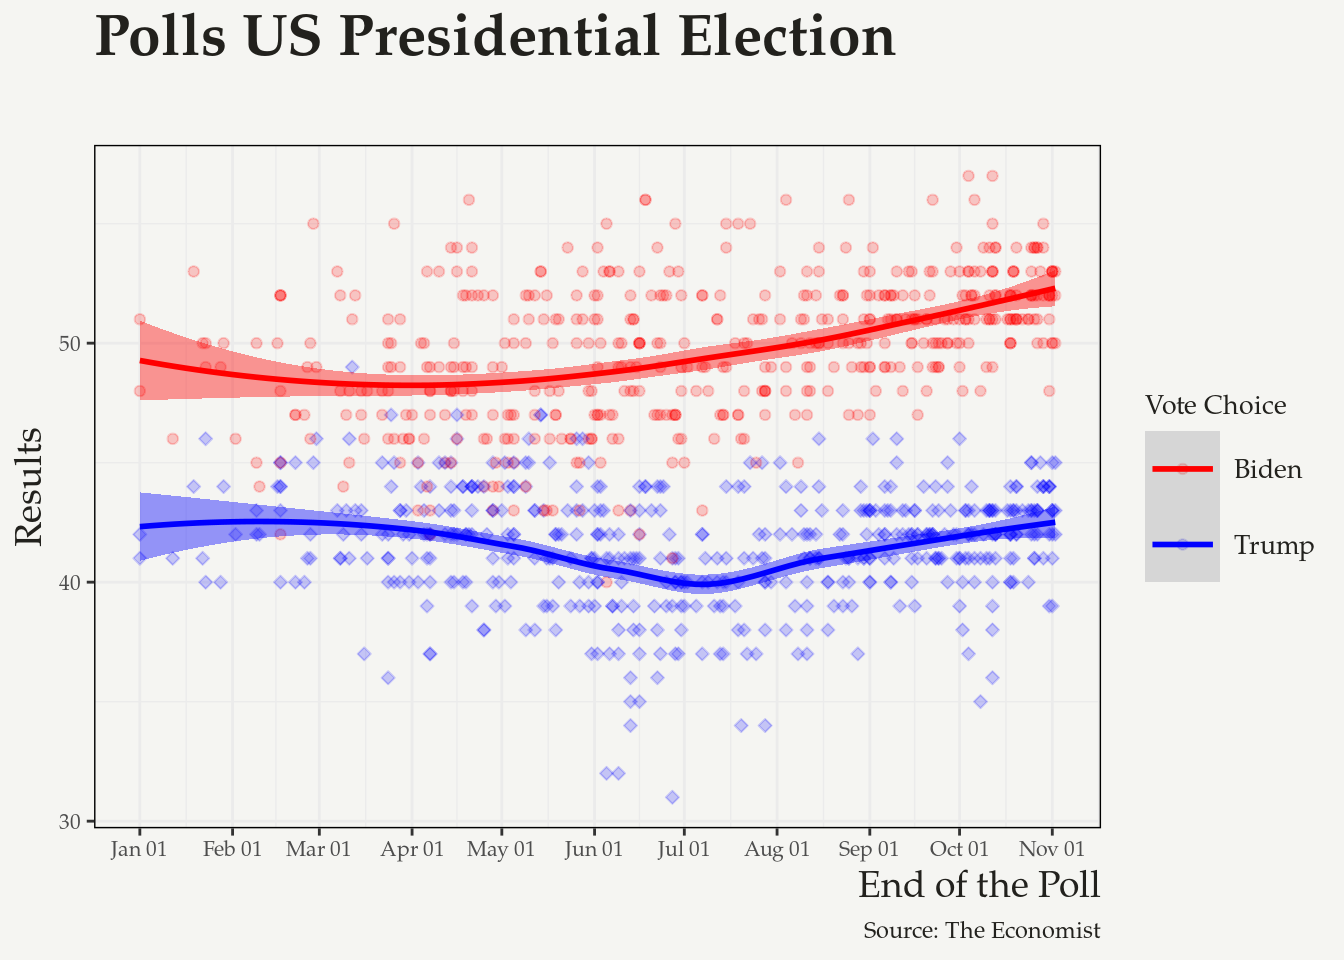 Polls US Presidential Election
Results
50
40
30
Jan 01 Feb 01 Mar 01 Apr 01 May 01 Jun 01 Jul 01 Aug 01 Sep 01 Oct 01 Nov 01
End of the Poll
Source: The Economist
Vote Choice
Biden
Trump